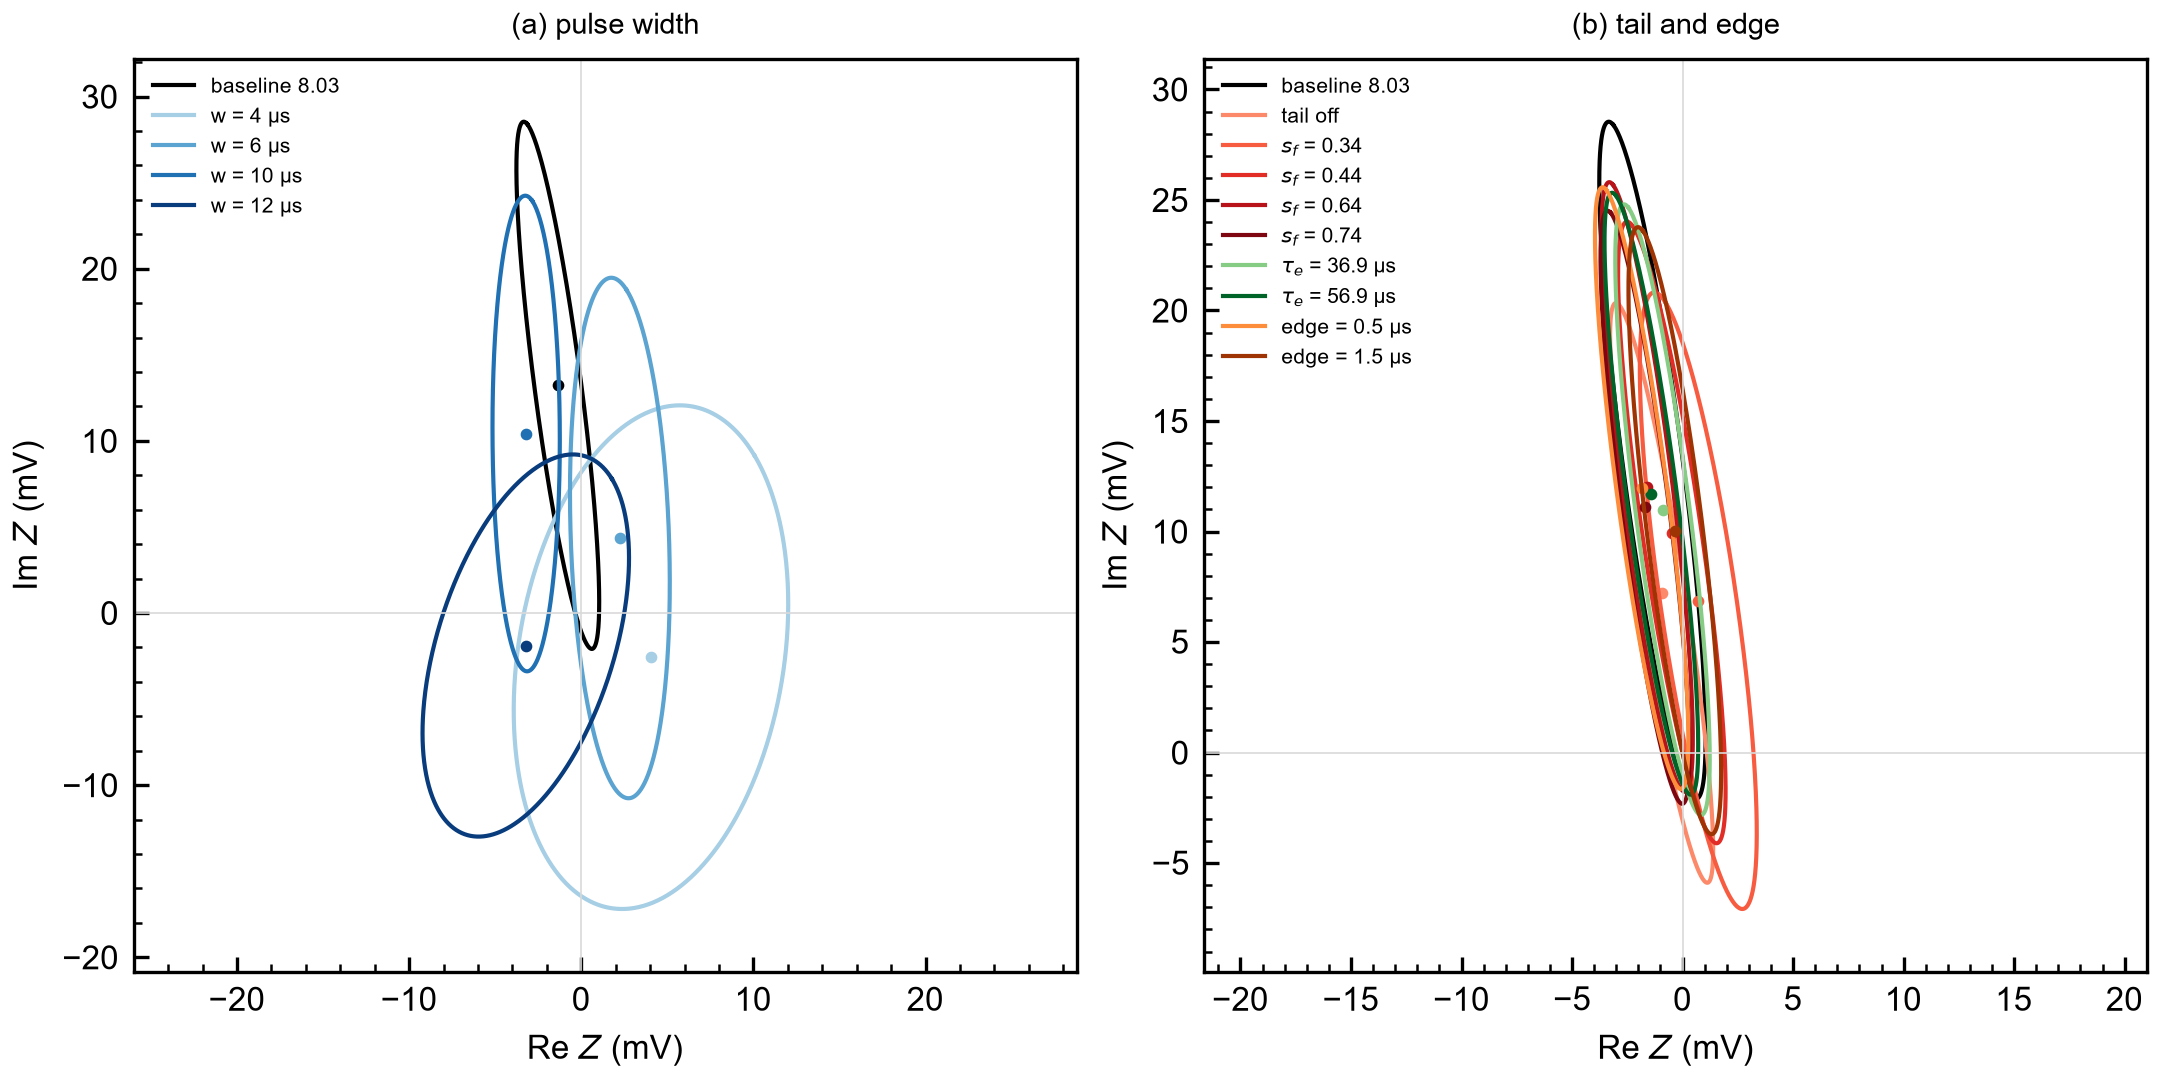 (a) pulse width
baseline 8.03
w = 4 μs
w = 6 μs
w = 10 μs
w = 12 μs
30
20
10
0
−10
−20
−20
−10
0
10
20
Im Z (mV)
Re Z (mV)
(b) tail and edge
baseline 8.03
tail off
s_f = 0.34
s_f = 0.44
s_f = 0.64
s_f = 0.74
τ_e = 36.9 μs
τ_e = 56.9 μs
edge = 0.5 μs
edge = 1.5 μs
30
25
20
15
10
5
0
−5
−20
−15
−10
−5
0
5
10
15
20
Im Z (mV)
Re Z (mV)